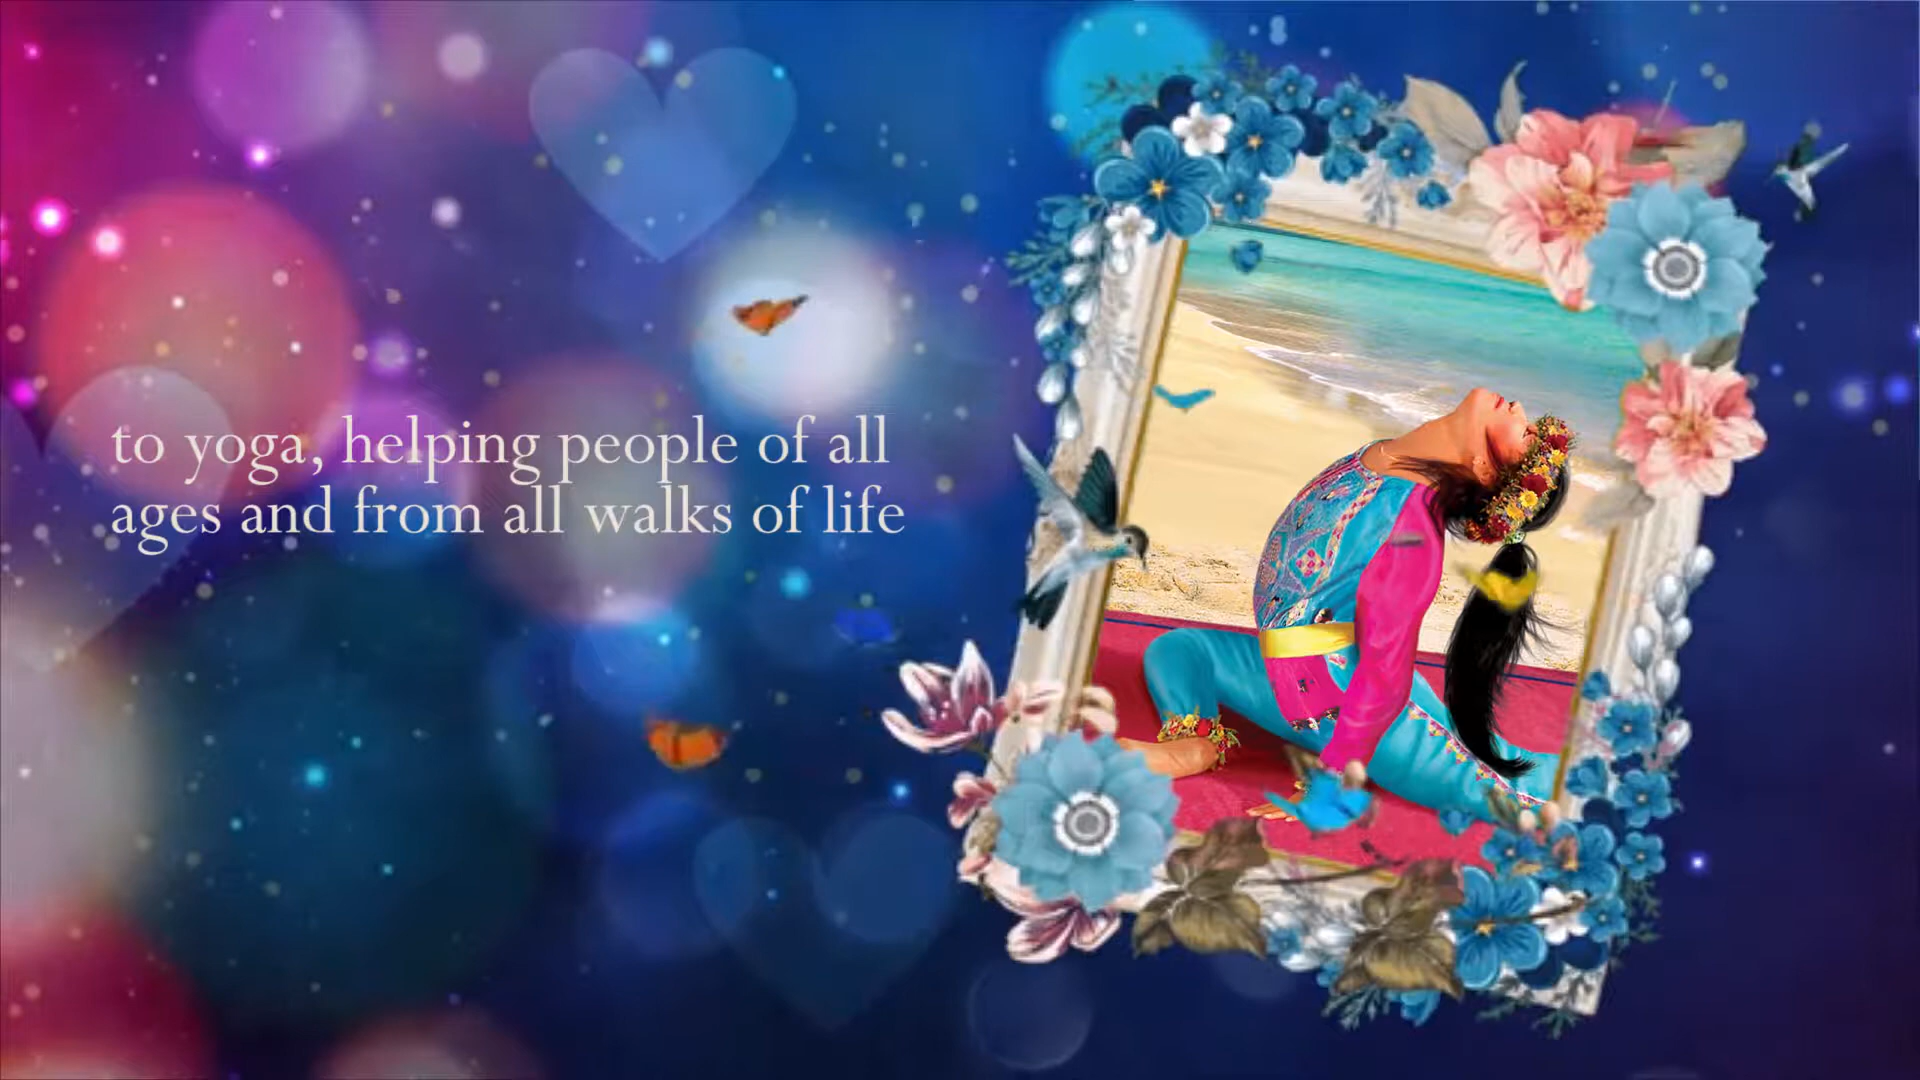 to yoga, helping people of all
ages and from all walks of life